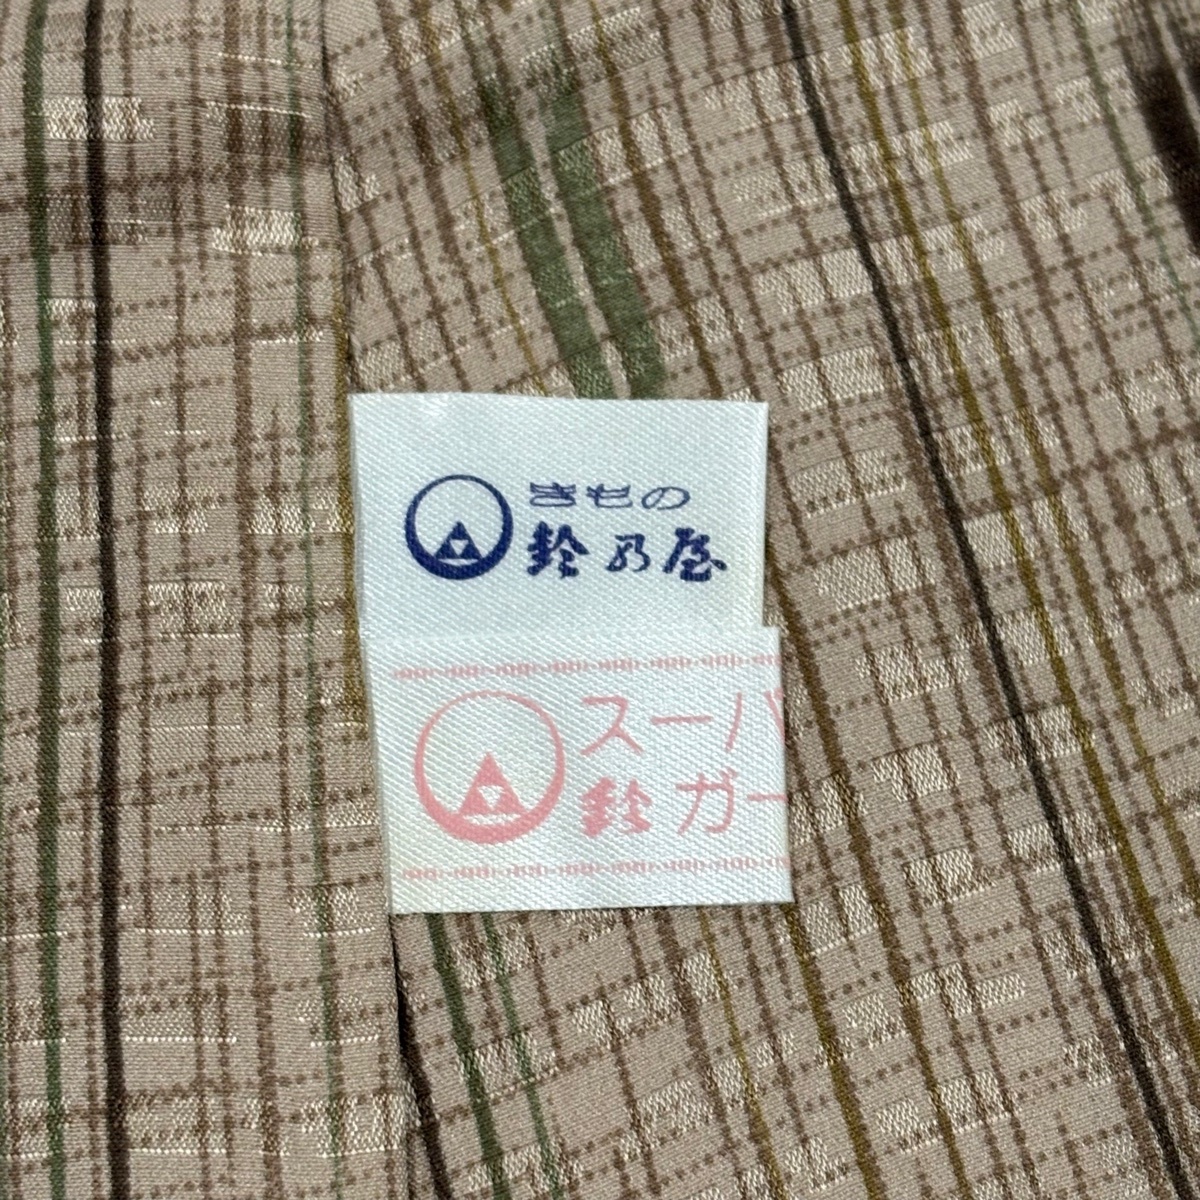 きもの
鈴乃屋
スーパ
鈴ガー